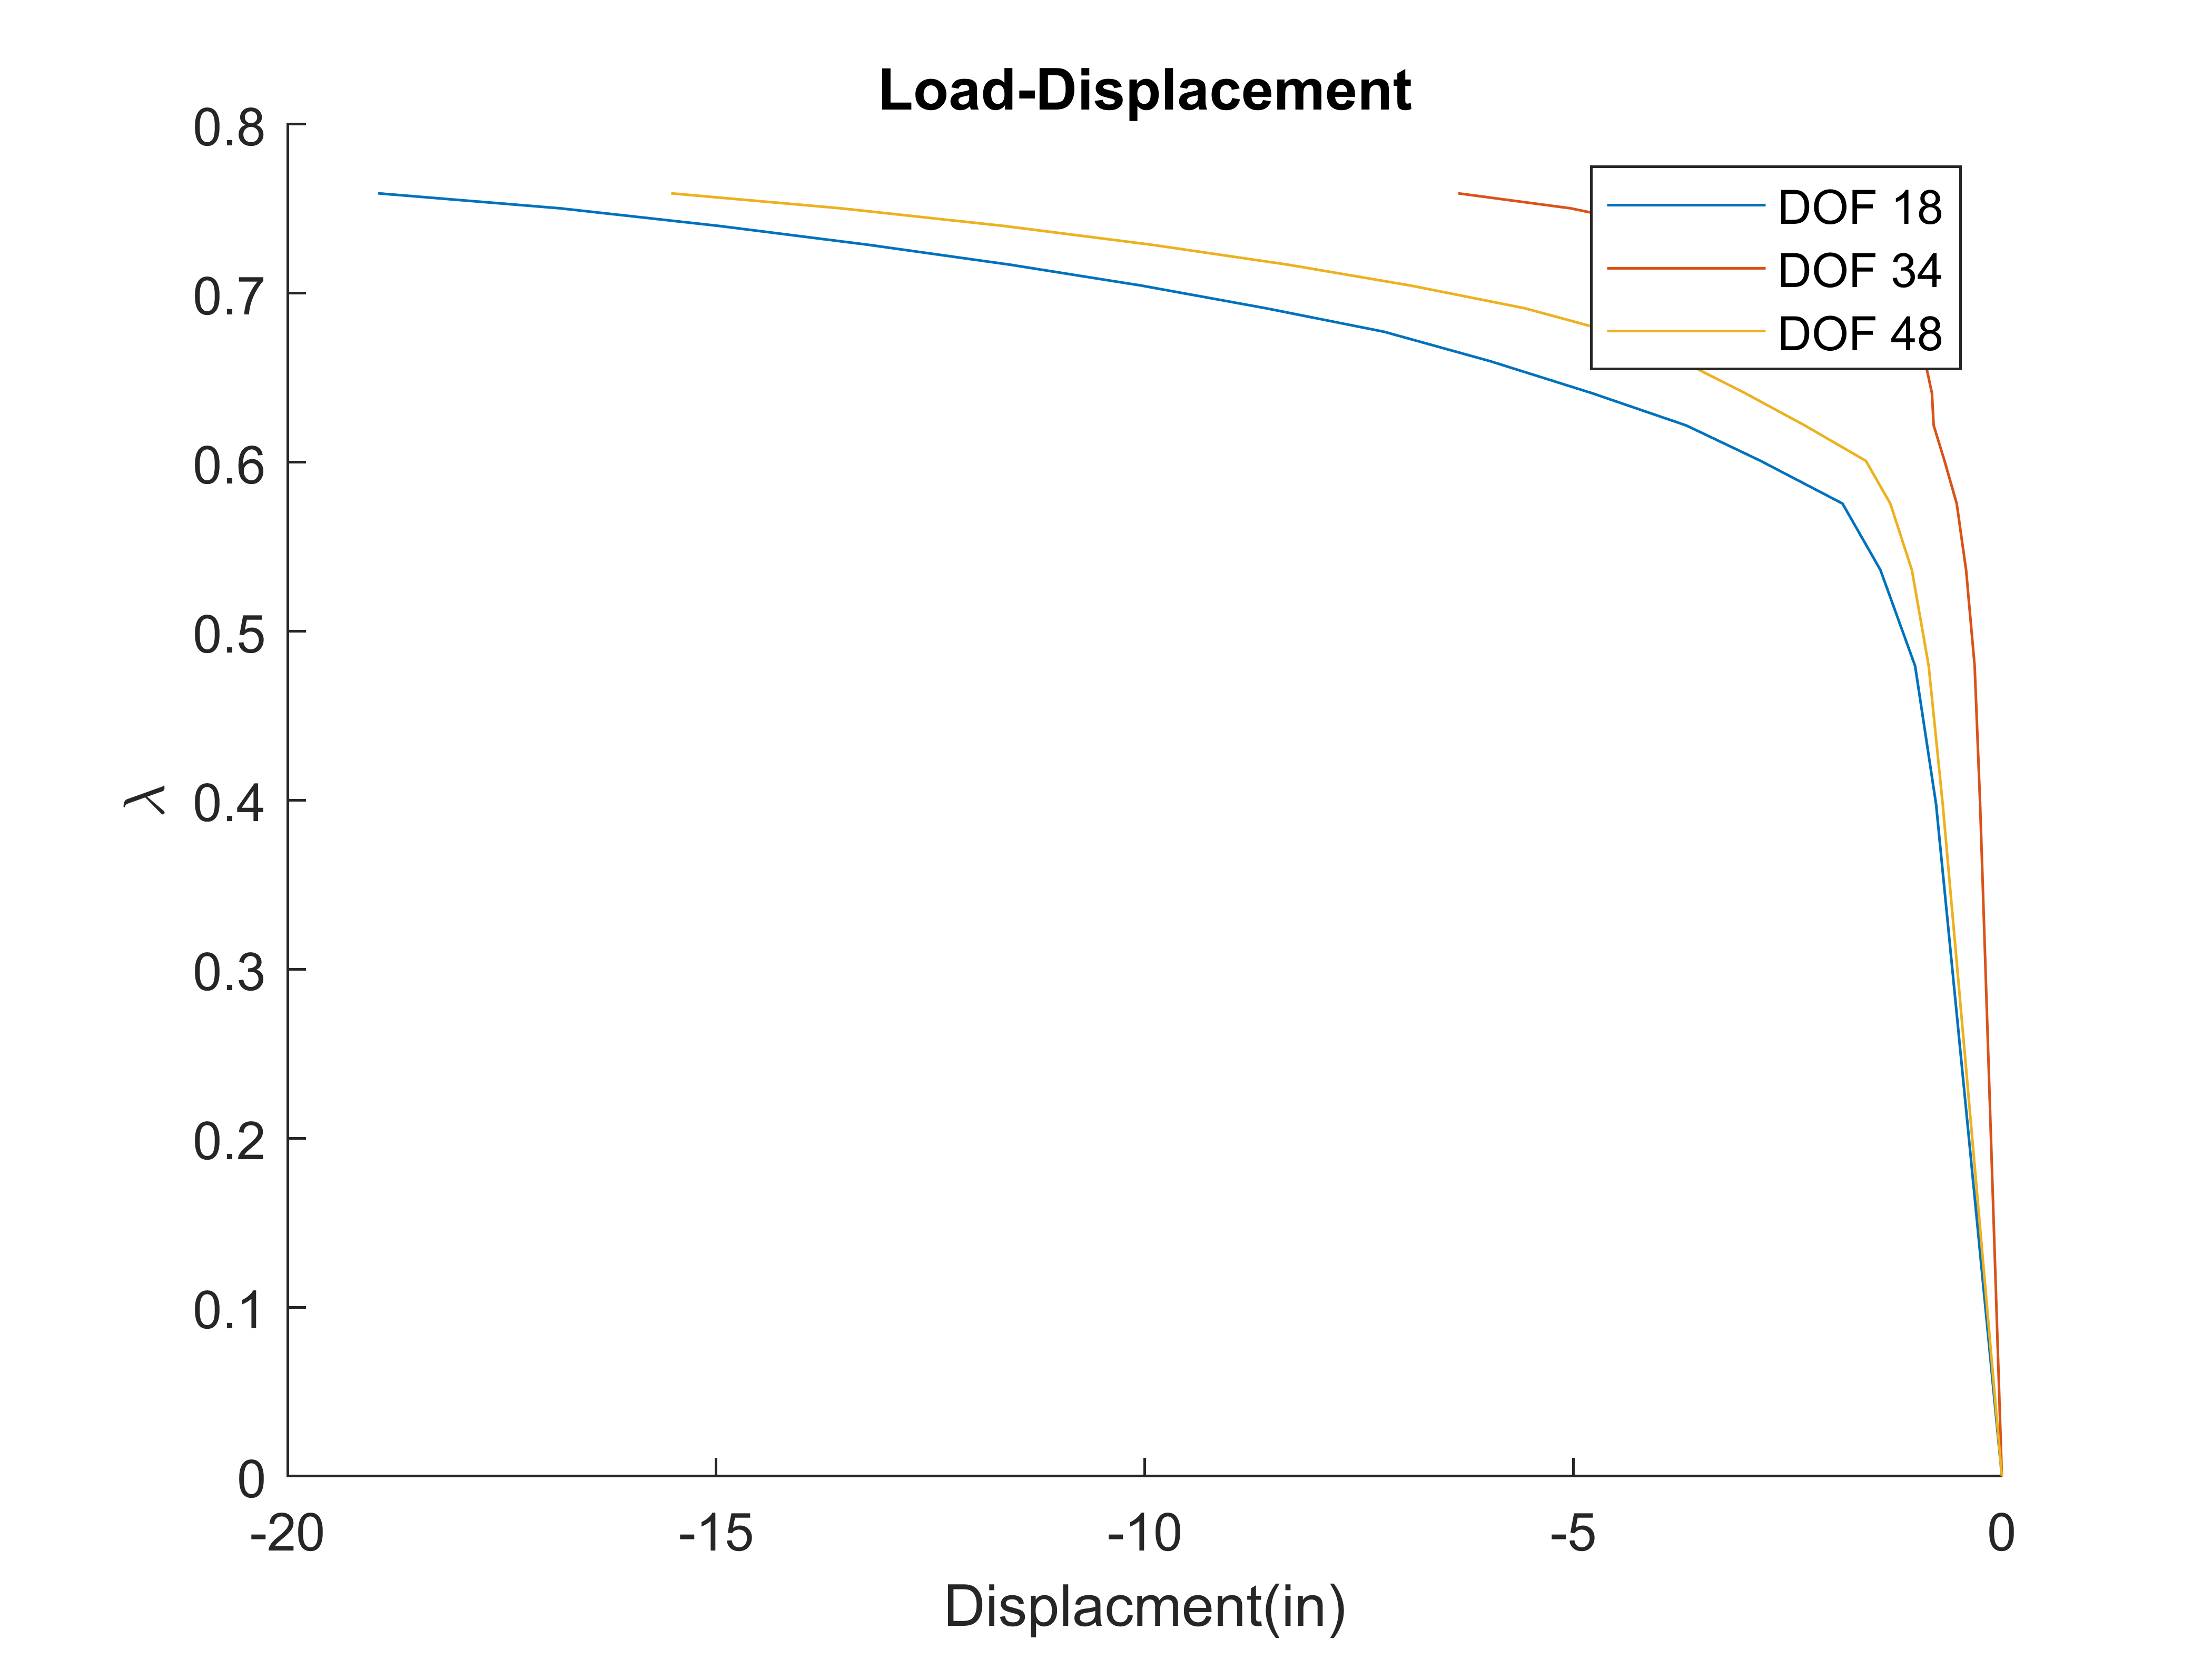 Load-Displacement
0.8
0.7
0.6
0.5
0.4
0.3
0.2
0.1
0
λ
DOF 18
DOF 34
DOF 48
-20 -15 -10 -5 0
Displacment(in)